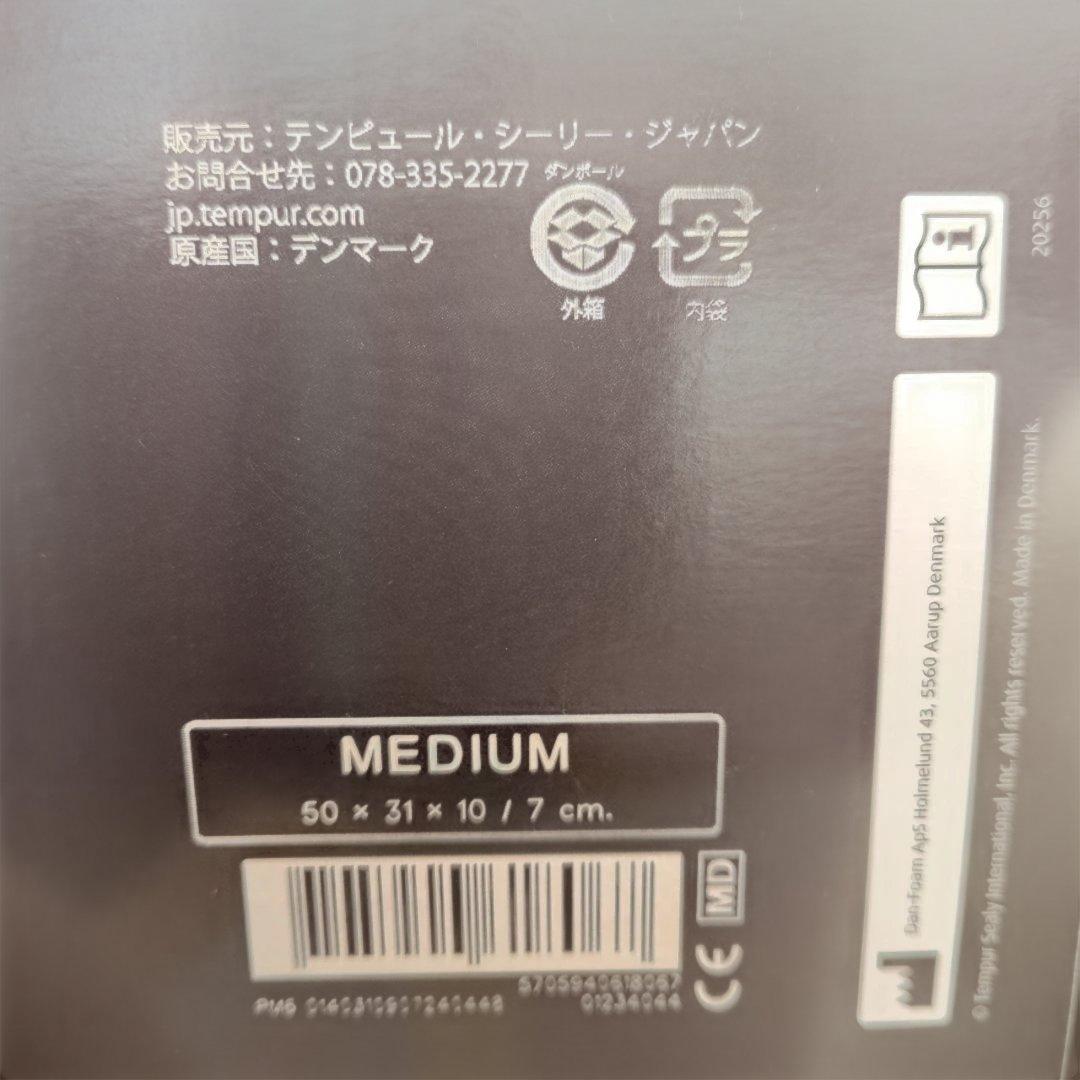 販売元：テンピュール・シーリー・ジャパン
お問合せ先：078-335-2277
jp.tempur.com
原産国：デンマーク
ダンボール
外箱
プラ
内袋
20256
Dan-Foam ApS Holmelund 43, 5560 Aarup Denmark
© Tempur Sealy International, Inc. All rights reserved. Made in Denmark.
MEDIUM
50 × 31 × 10 / 7 cm.
MD
CE
5705940618067
01234044